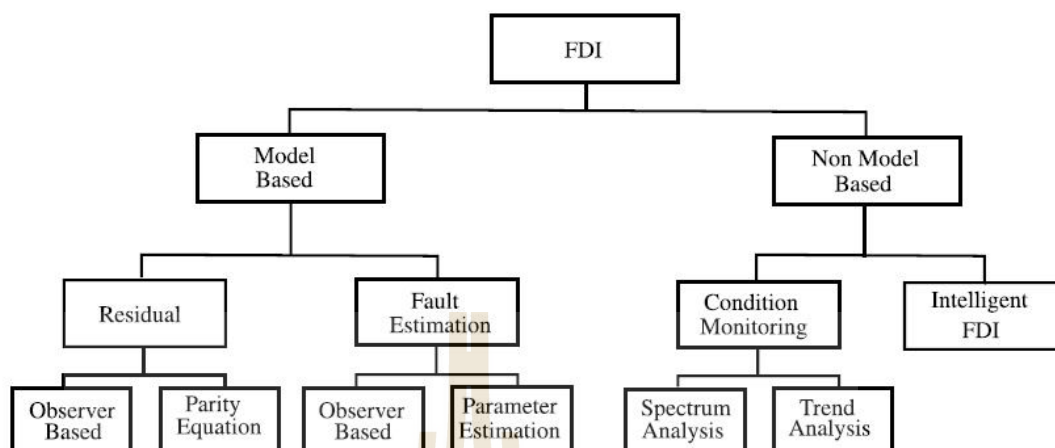 FDI
Model
Based
Non Model
Based
Residual
Fault
Estimation
Condition
Monitoring
Intelligent
FDI
Observer
Based
Parity
Equation
Observer
Based
Parameter
Estimation
Spectrum
Analysis
Trend
Analysis